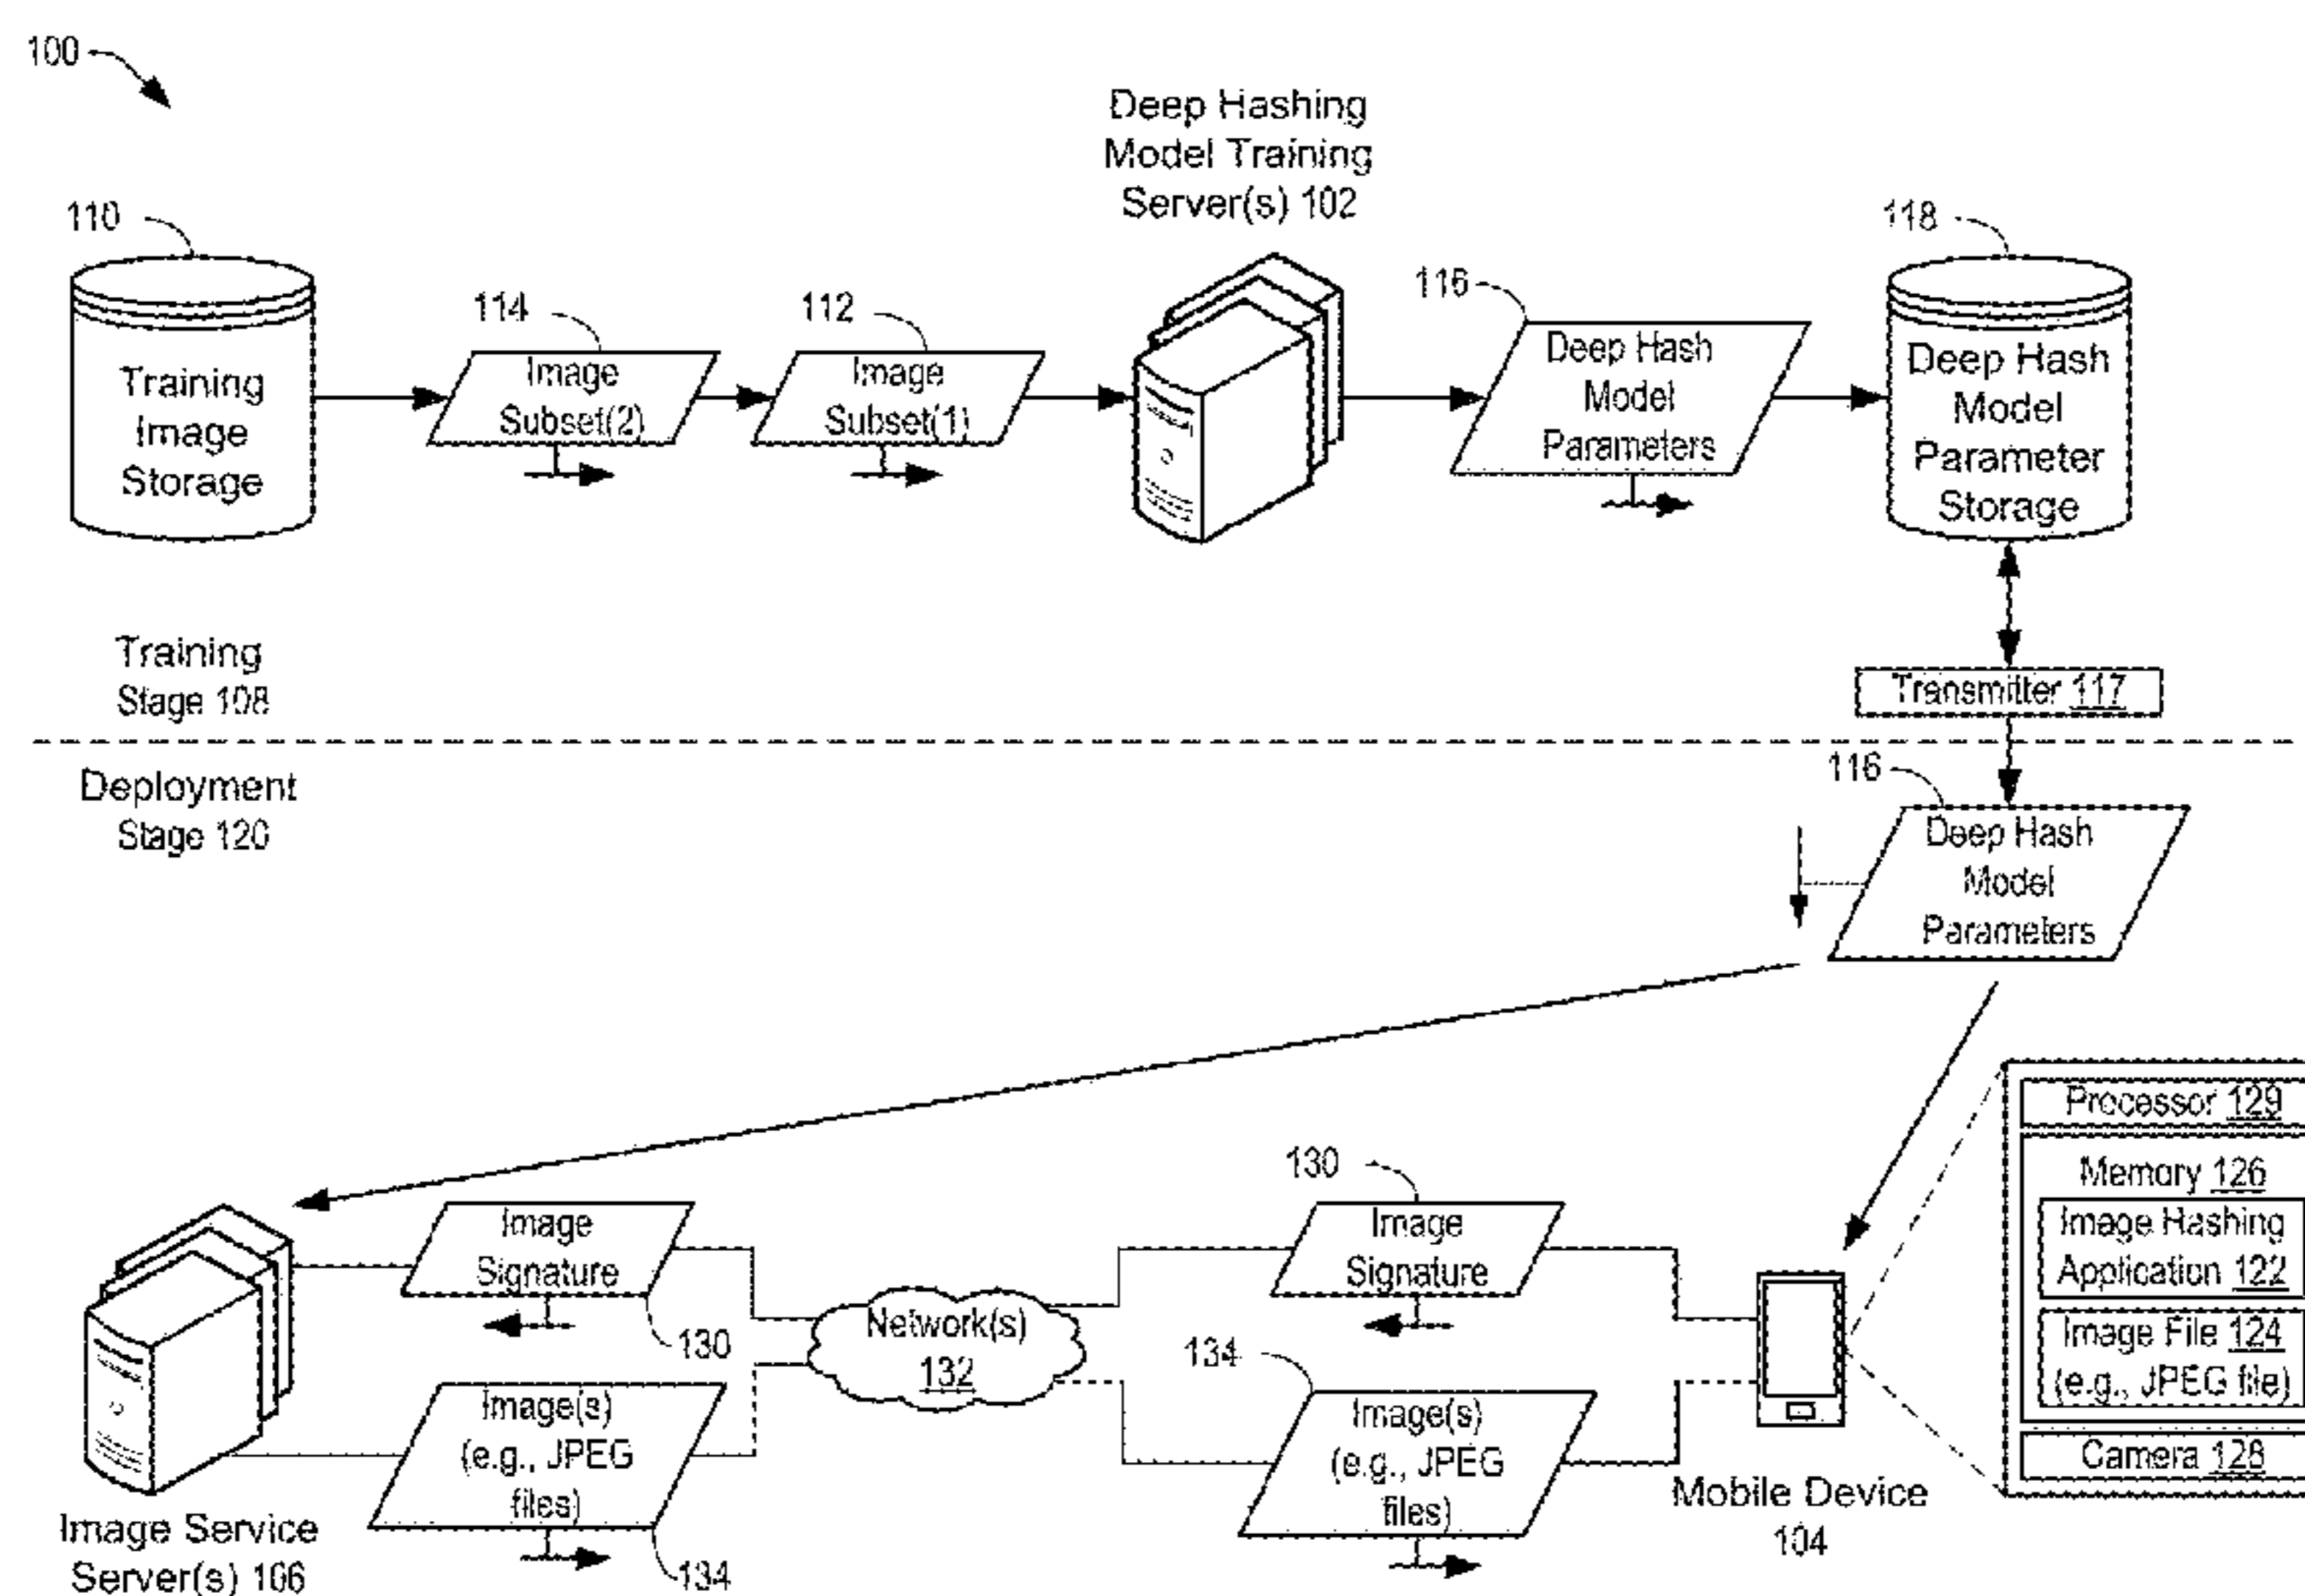 100
Deep Hashing
Model Training
Server(s) 102
110
114
112
116
118
Training
Image
Storage
Image
Subset(2)
Image
Subset(1)
Deep Hash
Model
Parameters
Deep Hash
Model
Parameter
Storage
Training
Stage 108
Transmitter 117
Deployment
Stage 120
116
Deep Hash
Model
Parameters
Processor 129
Memory 126
Image Hashing
Application 122
Image File 124
(e.g., JPEG file)
Camera 128
130
Image
Signature
130
Image
Signature
Network(s)
132
134
Image(s)
(e.g., JPEG
files)
134
Image(s)
(e.g., JPEG
files)
Mobile Device
104
Image Service
Server(s) 106